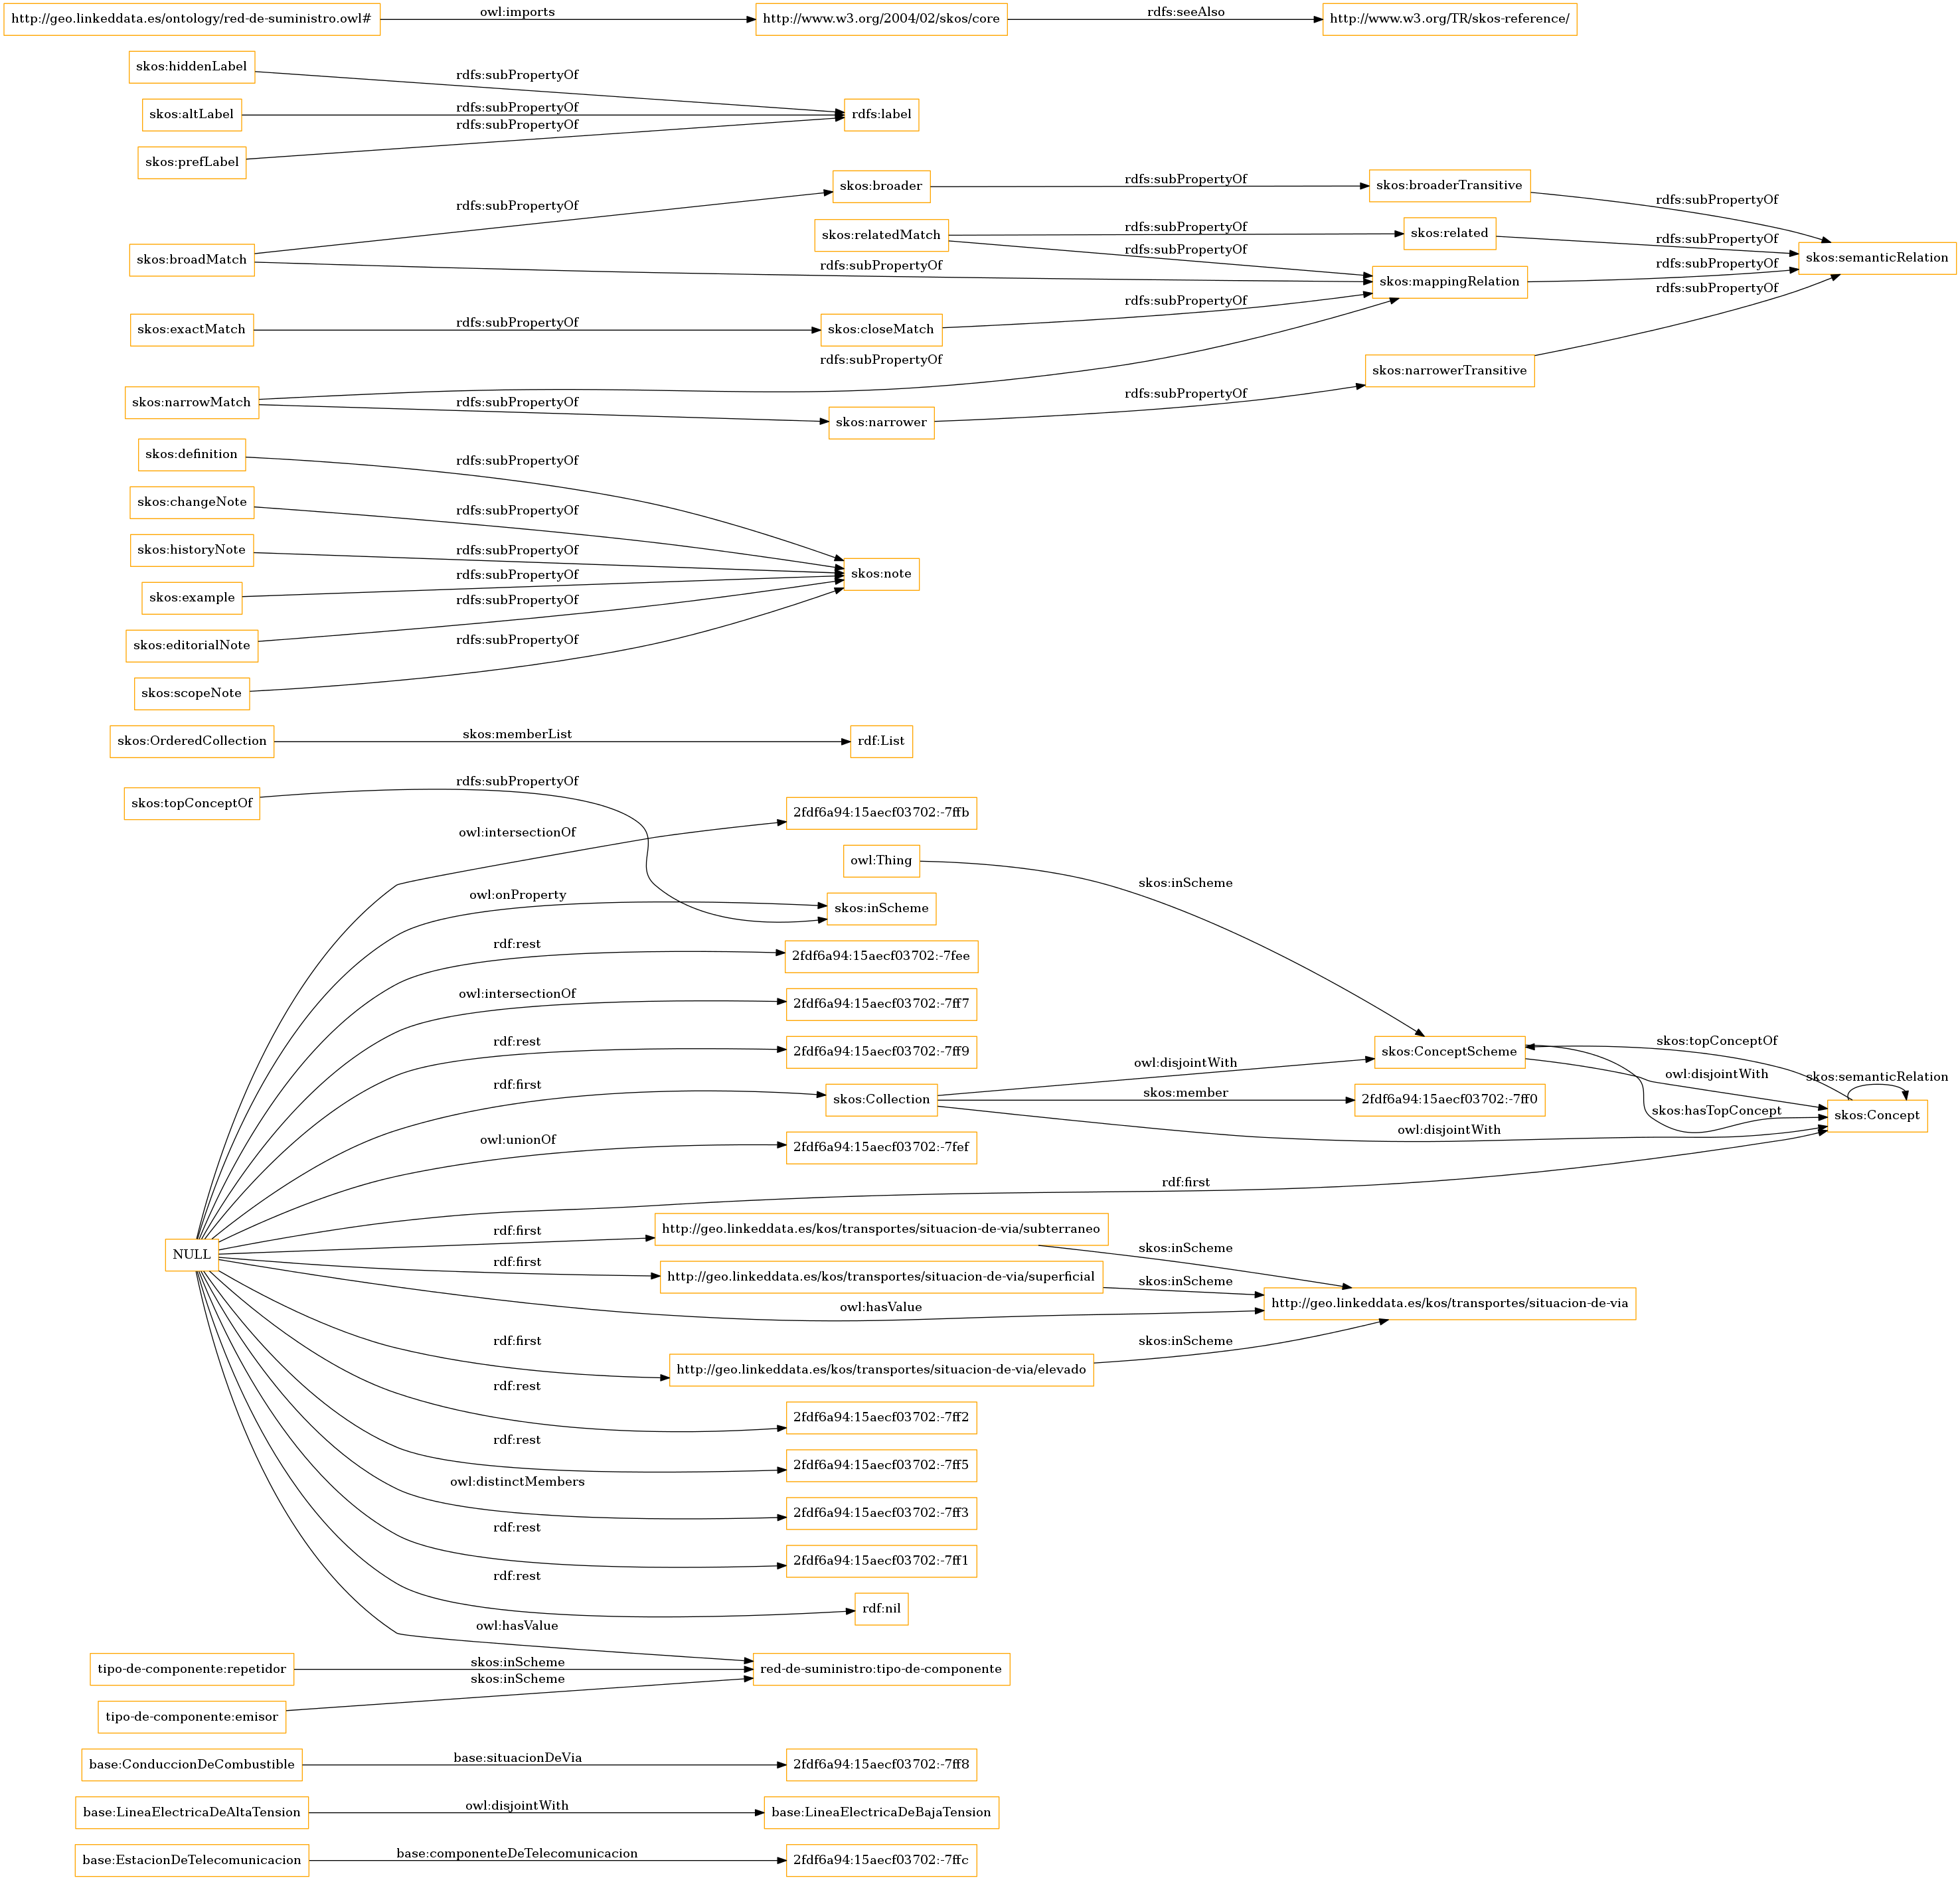 http://geo.linkeddata.es/ontology/red-de-suministro.owl#
owl:imports
http://www.w3.org/2004/02/skos/core
rdfs:seeAlso
http://www.w3.org/TR/skos-reference/
skos:hiddenLabel
rdfs:subPropertyOf
skos:altLabel
rdfs:subPropertyOf
rdfs:label
skos:prefLabel
rdfs:subPropertyOf
skos:broader
rdfs:subPropertyOf
skos:broaderTransitive
rdfs:subPropertyOf
rdfs:subPropertyOf
skos:relatedMatch
rdfs:subPropertyOf
skos:related
rdfs:subPropertyOf
skos:broadMatch
rdfs:subPropertyOf
rdfs:subPropertyOf
skos:mappingRelation
rdfs:subPropertyOf
skos:semanticRelation
rdfs:subPropertyOf
skos:exactMatch
rdfs:subPropertyOf
skos:closeMatch
rdfs:subPropertyOf
rdfs:subPropertyOf
skos:narrowMatch
rdfs:subPropertyOf
skos:narrower
rdfs:subPropertyOf
skos:narrowerTransitive
skos:definition
rdfs:subPropertyOf
skos:changeNote
rdfs:subPropertyOf
skos:historyNote
rdfs:subPropertyOf
skos:note
skos:example
rdfs:subPropertyOf
skos:editorialNote
rdfs:subPropertyOf
skos:scopeNote
rdfs:subPropertyOf
skos:OrderedCollection
skos:memberList
rdf:List
skos:topConceptOf
rdfs:subPropertyOf
owl:intersectionOf
2fdf6a94:15aecf03702:-7ffb
owl:Thing
skos:inScheme
owl:onProperty
skos:inScheme
rdf:rest
2fdf6a94:15aecf03702:-7fee
owl:intersectionOf
2fdf6a94:15aecf03702:-7ff7
rdf:rest
2fdf6a94:15aecf03702:-7ff9
skos:ConceptScheme
skos:topConceptOf
rdf:first
skos:Collection
owl:disjointWith
skos:member
2fdf6a94:15aecf03702:-7ff0
owl:disjointWith
owl:disjointWith
skos:hasTopConcept
skos:semanticRelation
skos:Concept
owl:unionOf
2fdf6a94:15aecf03702:-7fef
rdf:first
NULL
rdf:first
http://geo.linkeddata.es/kos/transportes/situacion-de-via/subterraneo
skos:inScheme
rdf:first
http://geo.linkeddata.es/kos/transportes/situacion-de-via/superficial
skos:inScheme
http://geo.linkeddata.es/kos/transportes/situacion-de-via
owl:hasValue
rdf:first
http://geo.linkeddata.es/kos/transportes/situacion-de-via/elevado
skos:inScheme
rdf:rest
2fdf6a94:15aecf03702:-7ff2
rdf:rest
2fdf6a94:15aecf03702:-7ff5
owl:distinctMembers
2fdf6a94:15aecf03702:-7ff3
rdf:rest
2fdf6a94:15aecf03702:-7ff1
rdf:rest
rdf:nil
owl:hasValue
tipo-de-componente:repetidor
skos:inScheme
red-de-suministro:tipo-de-componente
tipo-de-componente:emisor
skos:inScheme
base:ConduccionDeCombustible
base:situacionDeVia
2fdf6a94:15aecf03702:-7ff8
base:LineaElectricaDeAltaTension
owl:disjointWith
base:LineaElectricaDeBajaTension
base:EstacionDeTelecomunicacion
base:componenteDeTelecomunicacion
2fdf6a94:15aecf03702:-7ffc